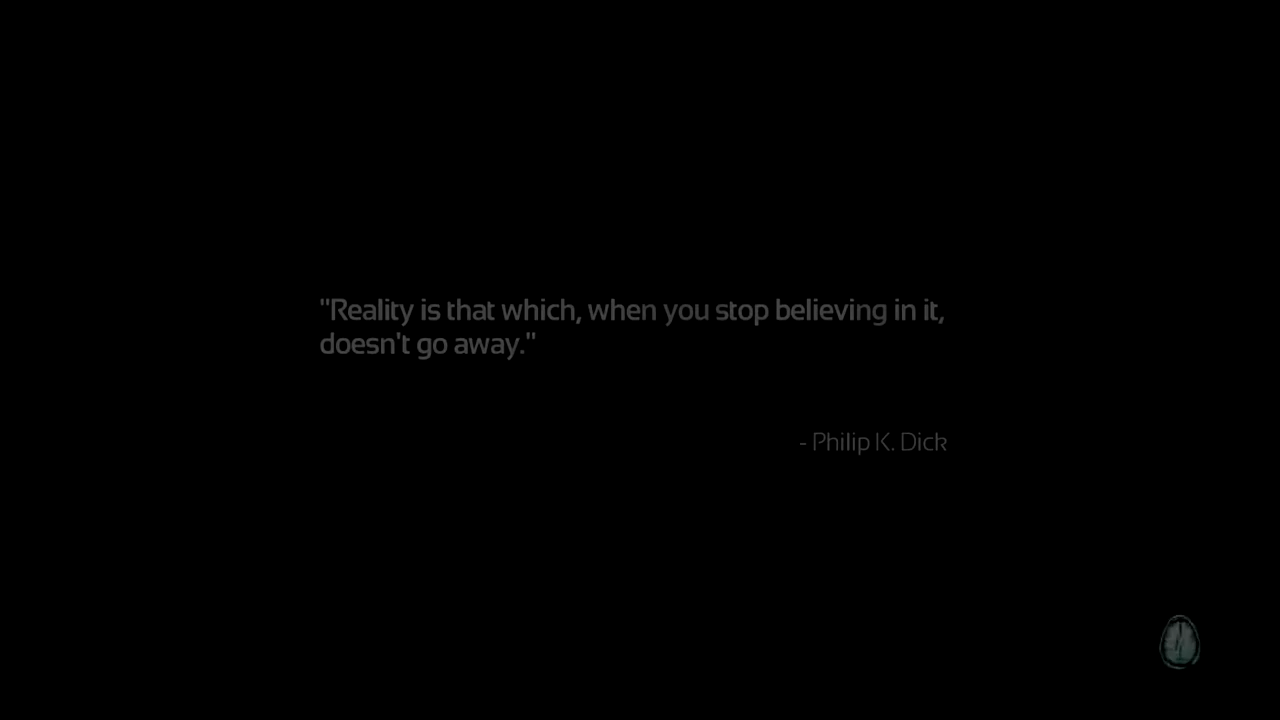 "Reality is that which, when you stop believing in it,
doesn't go away."
- Philip K. Dick